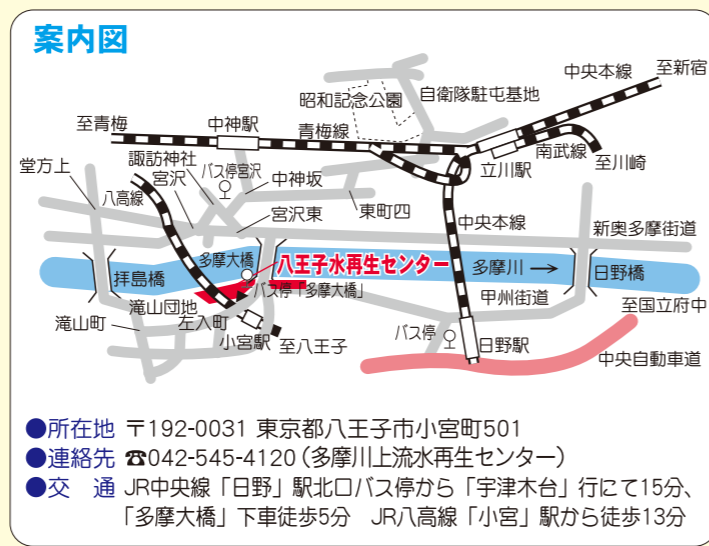 案内図
中央本線
至新宿
昭和記念公園
自衛隊駐屯基地
至青梅
中神駅
青梅線
南武線
立川駅
至川崎
堂方上
諏訪神社
バス停宮沢
八高線
宮沢
中神坂
東町四
宮沢東
中央本線
新奥多摩街道
多摩大橋
八王子水再生センター
拝島橋
多摩川 →
日野橋
バス停「多摩大橋」
滝山団地
甲州街道
至国立府中
滝山町
左入町
小宮駅
至八王子
バス停
日野駅
中央自動車道
●所在地 〒192-0031 東京都八王子市小宮町501
●連絡先 ☎042-545-4120(多摩川上流水再生センター)
●交　通 JR中央線「日野」駅北口バス停から「宇津木台」行にて15分、
「多摩大橋」下車徒歩5分　JR八高線「小宮」駅から徒歩13分